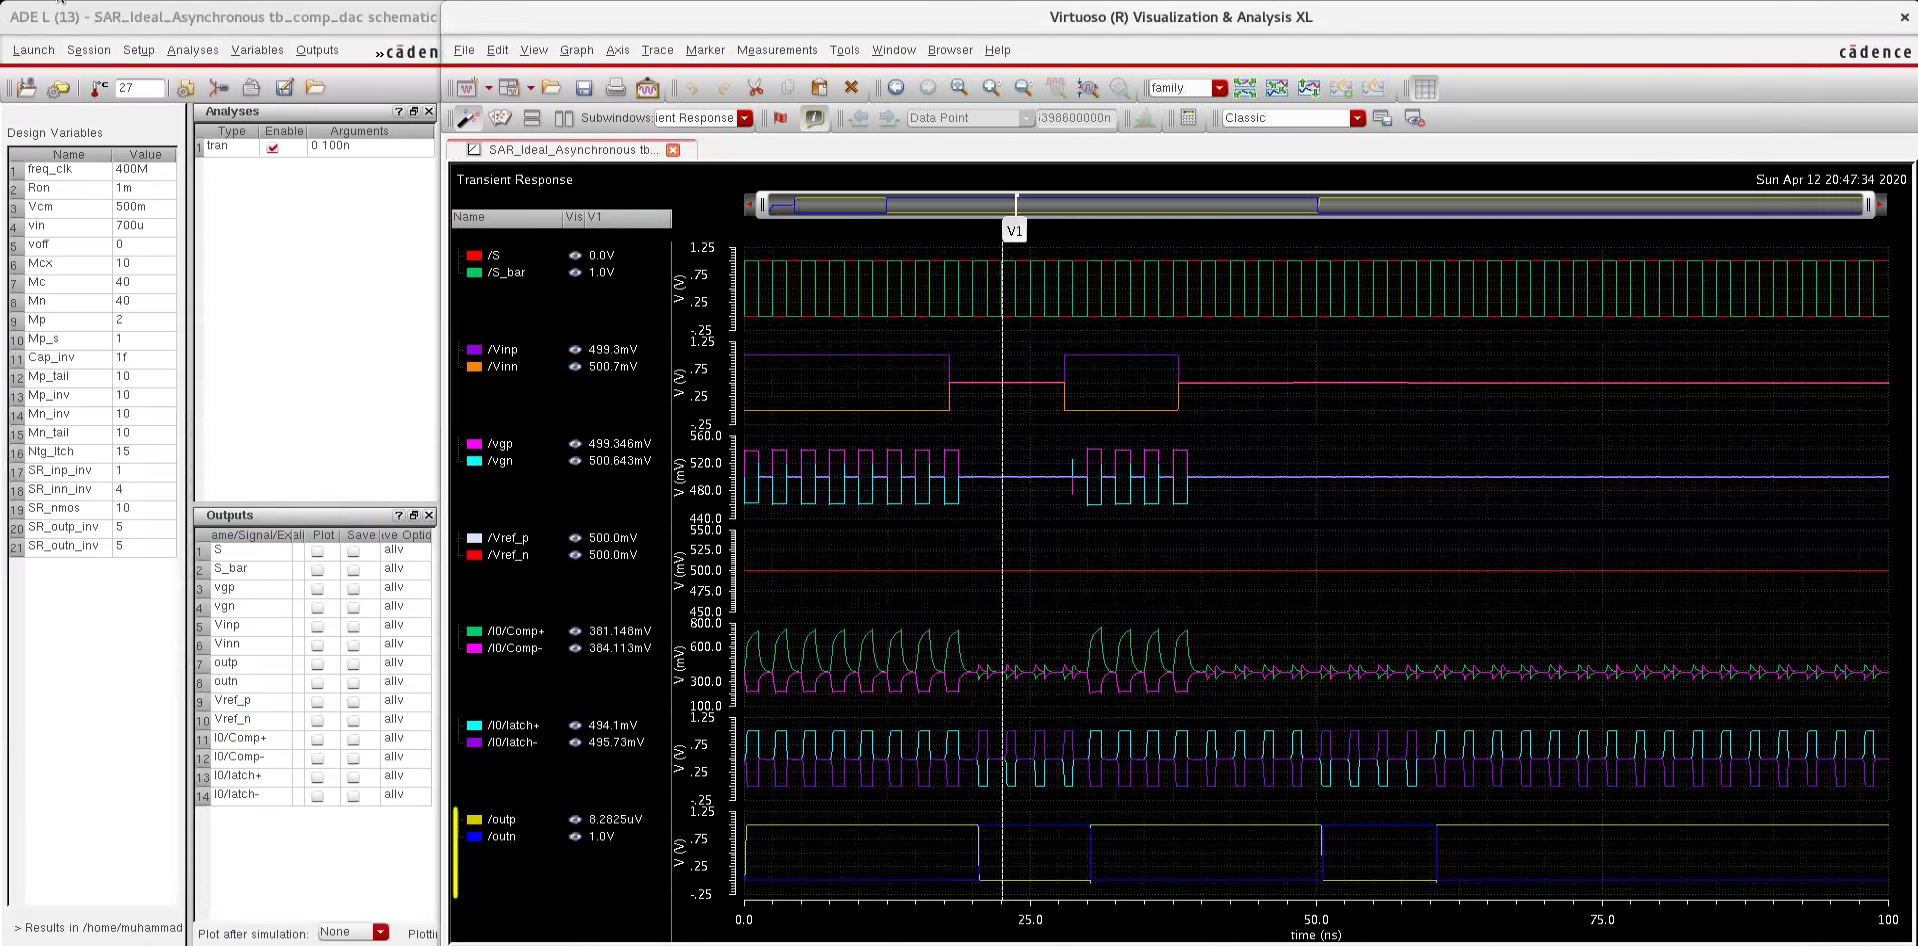 ADE L (13) - SAR_Ideal_Asynchronous tb_comp_dac schematic
Launch Session Setup Analyses Variables Outputs » cādence
27
Design Variables
Name Value
1 freq_clk 400M
2 Ron 1m
3 Vcm 500m
4 vin 700u
5 voff 0
6 Mcx 10
7 Mc 40
8 Mn 40
9 Mp 2
10 Mp_s 1
11 Cap_inv 1f
12 Mp_tail 10
13 Mp_inv 10
14 Mn_inv 10
15 Mn_tail 10
16 Ntg_ltch 15
17 SR_inp_inv 1
18 SR_inn_inv 4
19 SR_nmos 10
20 SR_outp_inv 5
21 SR_outn_inv 5
> Results in /home/muhammad
Analyses
Type Enable Arguments
1 tran 0 100n
Outputs
ame/Signal/Ex alu Plot Save ive Optio
1 S allv
2 S_bar allv
3 vgp allv
4 vgn allv
5 Vinp allv
6 Vinn allv
7 outp allv
8 outn allv
9 Vref_p allv
10 Vref_n allv
11 I0/Comp+ allv
12 I0/Comp- allv
13 I0/latch+ allv
14 I0/latch- allv
Plot after simulation: None Plotti
Virtuoso (R) Visualization & Analysis XL
File Edit View Graph Axis Trace Marker Measurements Tools Window Browser Help cādence
family
Subwindows: ient Response Data Point 398600000n Classic
SAR_Ideal_Asynchronous tb...
Transient Response Sun Apr 12 20:47:34 2020
Name Vis V1
V1
/S 0.0V
/S_bar 1.0V
V (V)
1.25
.75
.25
-.25
/Vinp 499.3mV
/Vinn 500.7mV
V (V)
1.25
.75
.25
-.25
/vgp 499.346mV
/vgn 500.643mV
V (mV)
560.0
520.0
480.0
440.0
/Vref_p 500.0mV
/Vref_n 500.0mV
V (mV)
550.0
525.0
500.0
475.0
450.0
/I0/Comp+ 381.148mV
/I0/Comp- 384.113mV
V (mV)
800.0
600.0
300.0
100.0
/I0/latch+ 494.1mV
/I0/latch- 495.73mV
V (V)
1.25
.75
.25
-.25
/outp 8.2825uV
/outn 1.0V
V (V)
1.25
.75
.25
-.25
0.0 25.0 50.0 75.0 100
time (ns)